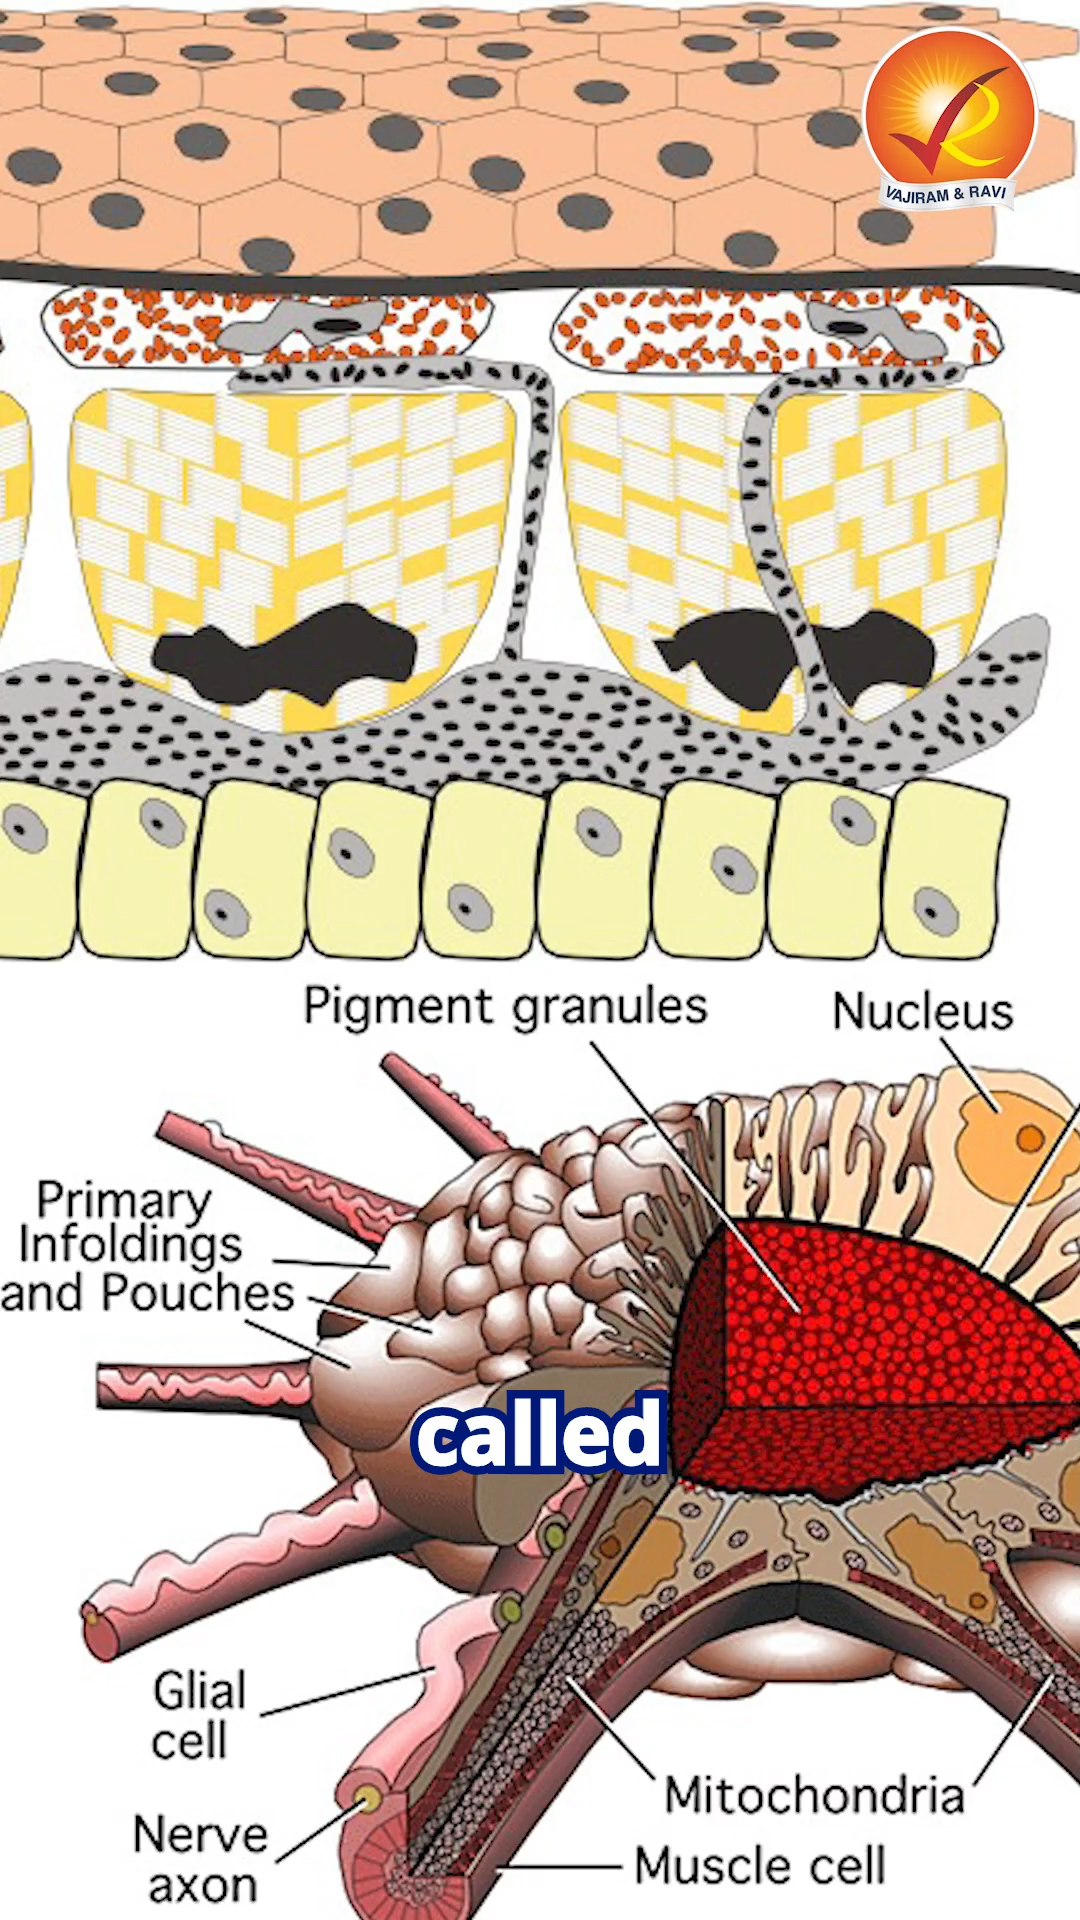 VAJIRAM & RAVI
Pigment granules
Nucleus
Primary
Infoldings
and Pouches
called
Glial
cell
Nerve
axon
Mitochondria
Muscle cell